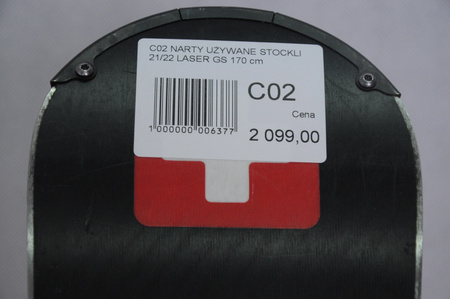 C02 NARTY UŻYWANE STOCKLI
21/22 LASER GS 170 cm
C02
Cena
1 000000 006377
2 099,00